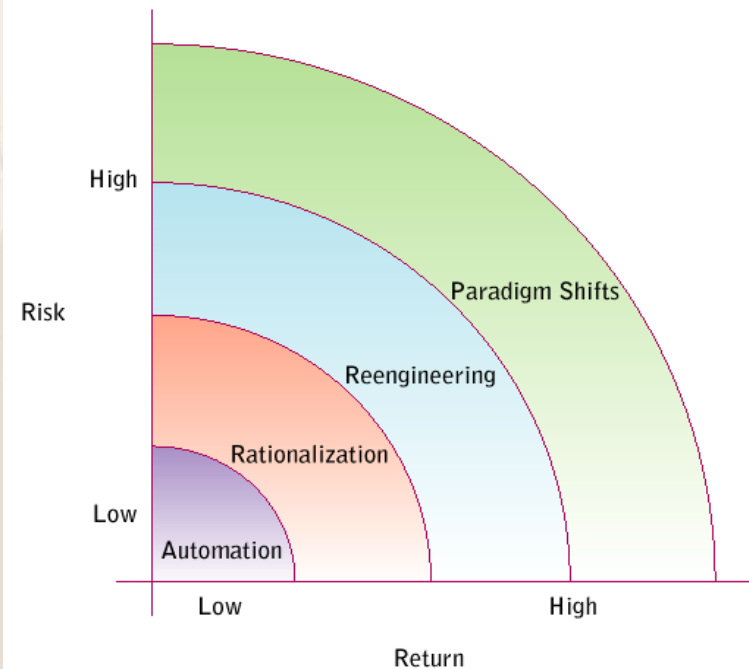 High
Paradigm Shifts
Risk
Reengineering
Rationalization
Low
Automation
Low
High
Return